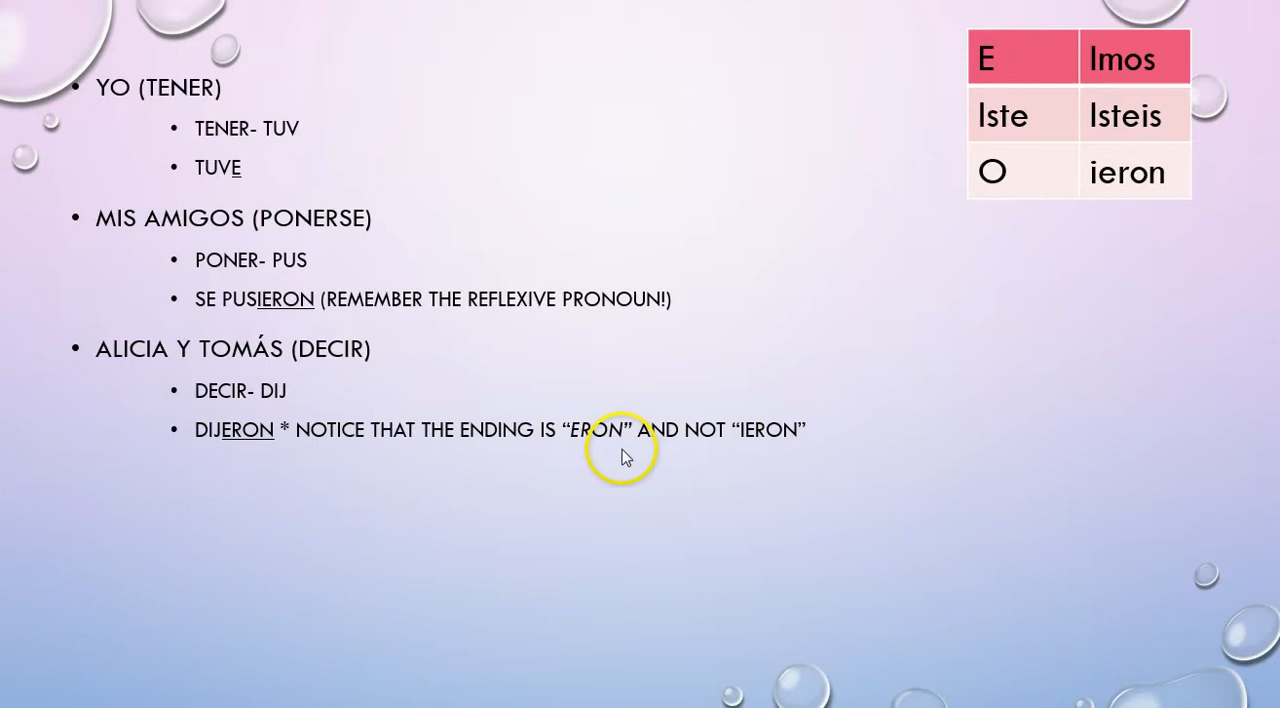 • YO (TENER)
• TENER- TUV
• TUVE
• MIS AMIGOS (PONERSE)
• PONER- PUS
• SE PUSIERON (REMEMBER THE REFLEXIVE PRONOUN!)
• ALICIA Y TOMÁS (DECIR)
• DECIR- DIJ
• DIJERON * NOTICE THAT THE ENDING IS “ERON” AND NOT “IERON”
E Imos
Iste Isteis
O ieron